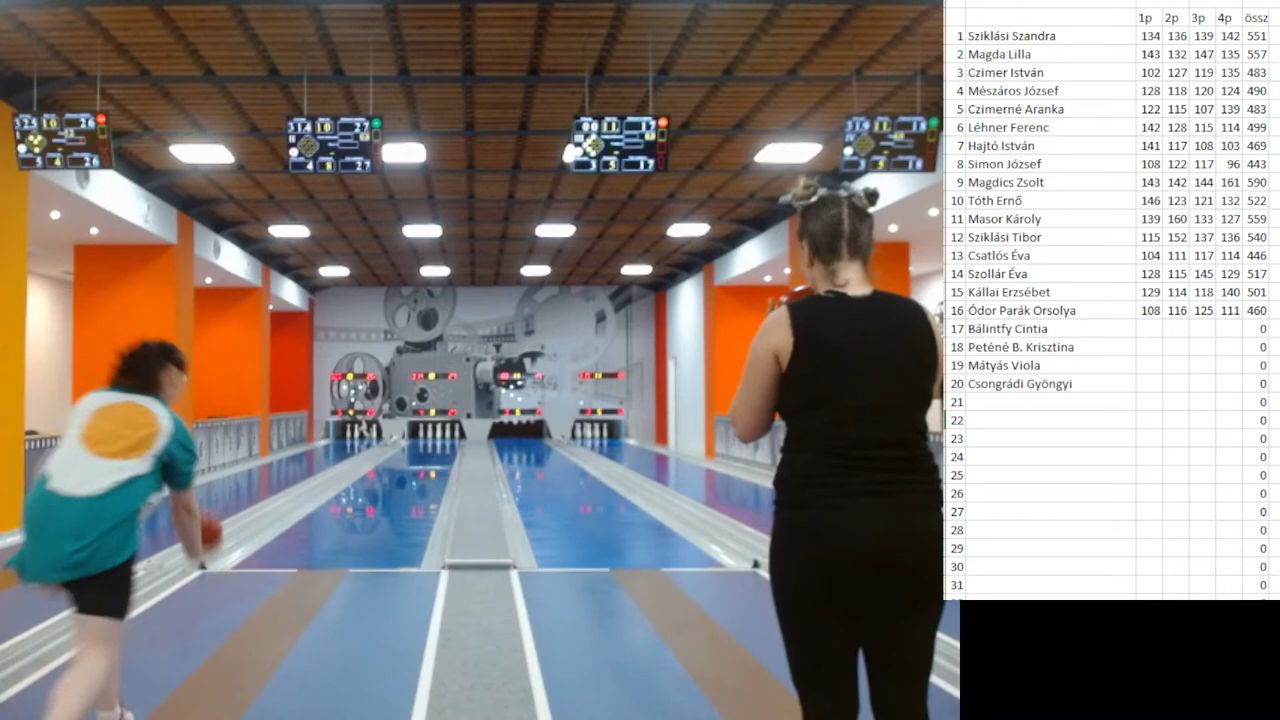 1p 2p 3p 4p össz
1 Sziklási Szandra 134 136 139 142 551
2 Magda Lilla 143 132 147 135 557
3 Czimer István 102 127 119 135 483
4 Mészáros József 128 118 120 124 490
5 Czimerné Aranka 122 115 107 139 483
6 Léhner Ferenc 142 128 115 114 499
7 Hajtó István 141 117 108 103 469
8 Simon József 108 122 117 96 443
9 Magdics Zsolt 143 142 144 161 590
10 Tóth Ernő 146 123 121 132 522
11 Masor Károly 139 160 133 127 559
12 Sziklási Tibor 115 152 137 136 540
13 Csatlós Éva 104 111 117 114 446
14 Szollár Éva 128 115 145 129 517
15 Kállai Erzsébet 129 114 118 140 501
16 Ódor Parák Orsolya 108 116 125 111 460
17 Bálintfy Cintia 0
18 Peténé B. Krisztina 0
19 Mátyás Viola 0
20 Csongrádi Gyöngyi 0
21 0
22 0
23 0
24 0
25 0
26 0
27 0
28 0
29 0
30 0
31 0